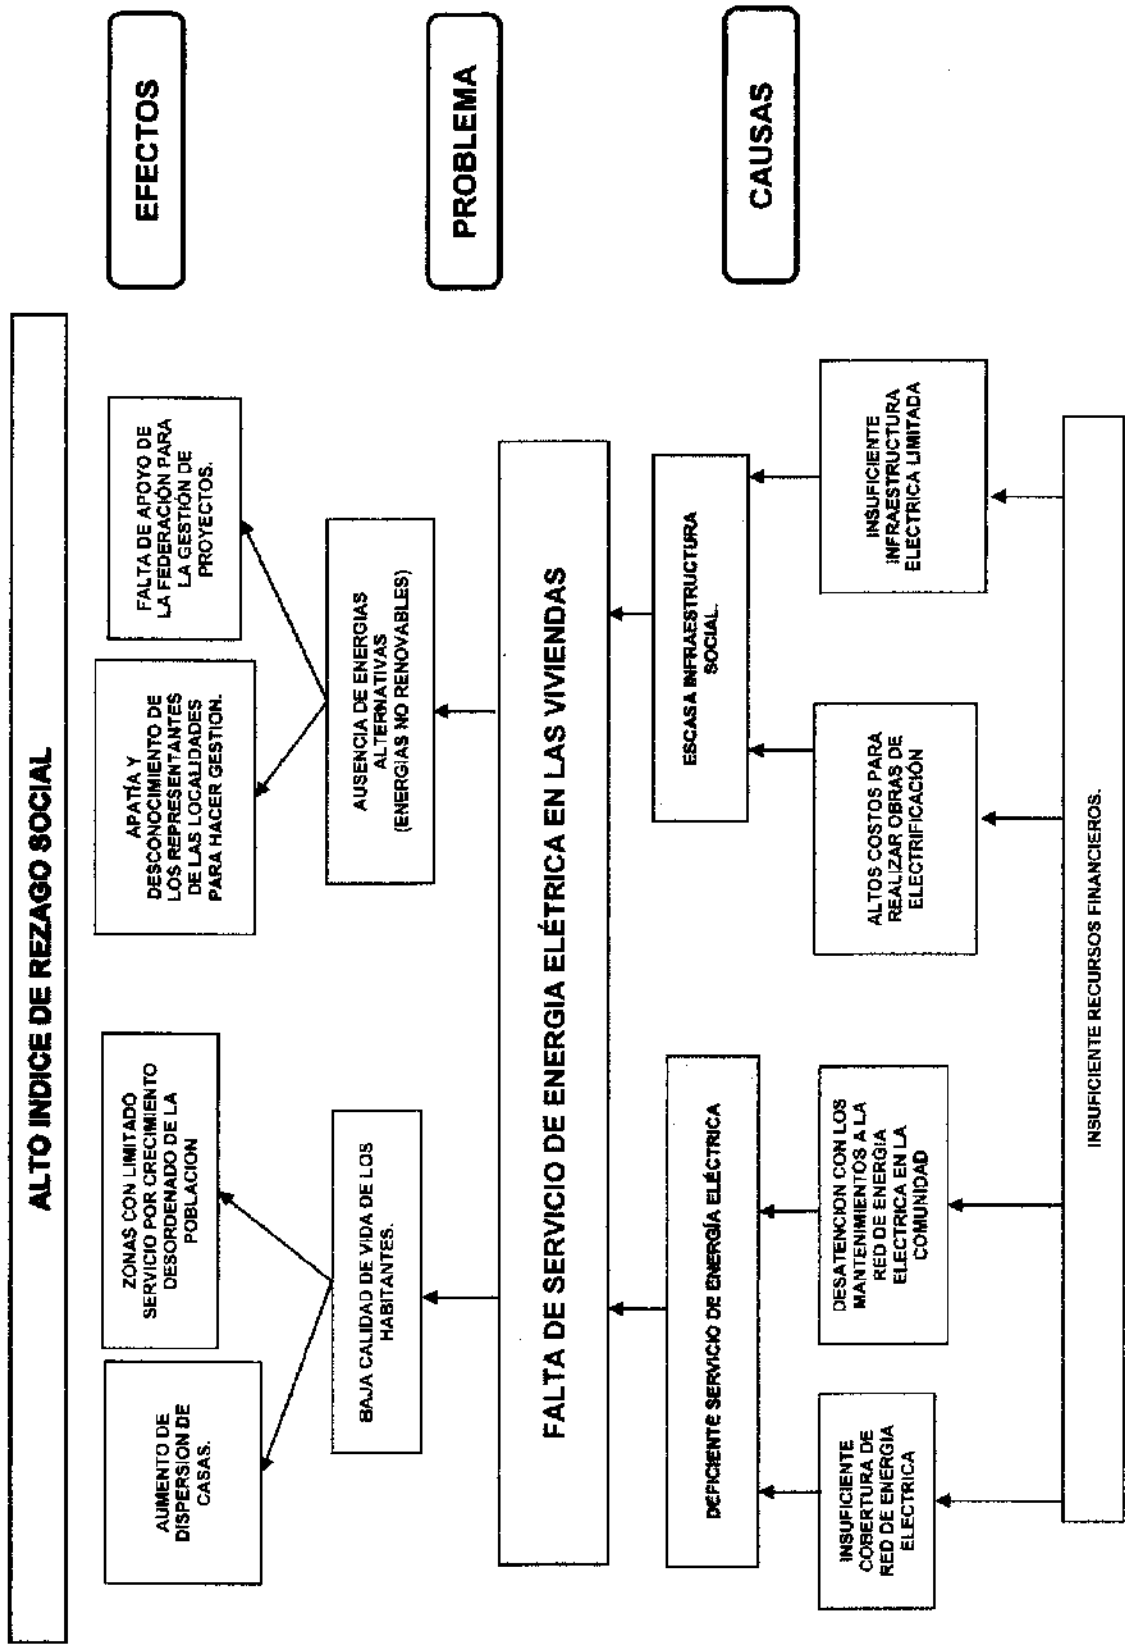 ALTO INDICE DE REZAGO SOCIAL
AUMENTO DE
DISPERSION DE
CASAS.
ZONAS CON LIMITADO
SERVICIO POR CRECIMIENTO
DESORDENADO DE LA
POBLACION
APATÍA Y
DESCONOCIMIENTO DE
LOS REPRESENTANTES
DE LAS LOCALIDADES
PARA HACER GESTION.
FALTA DE APOYO DE
LA FEDERACIÓN PARA
LA GESTIÓN DE
PROYECTOS.
EFECTOS
BAJA CALIDAD DE VIDA DE LOS
HABITANTES.
AUSENCIA DE ENERGIAS
ALTERNATIVAS
(ENERGIAS NO RENOVABLES)
FALTA DE SERVICIO DE ENERGIA ELÉTRICA EN LAS VIVIENDAS
PROBLEMA
DEFICIENTE SERVICIO DE ENERGÍA ELÉCTRICA
ESCASA INFRAESTRUCTURA
SOCIAL.
CAUSAS
INSUFICIENTE
COBERTURA DE
RED DE ENERGIA
ELECTRICA
DESATENCION CON LOS
MANTENIMIENTOS A LA
RED DE ENERGIA
ELECTRICA EN LA
COMUNIDAD
ALTOS COSTOS PARA
REALIZAR OBRAS DE
ELECTRIFICACIÓN
INSUFICIENTE
INFRAESTRUCTURA
ELÉCTRICA LIMITADA
INSUFICIENTE RECURSOS FINANCIEROS.